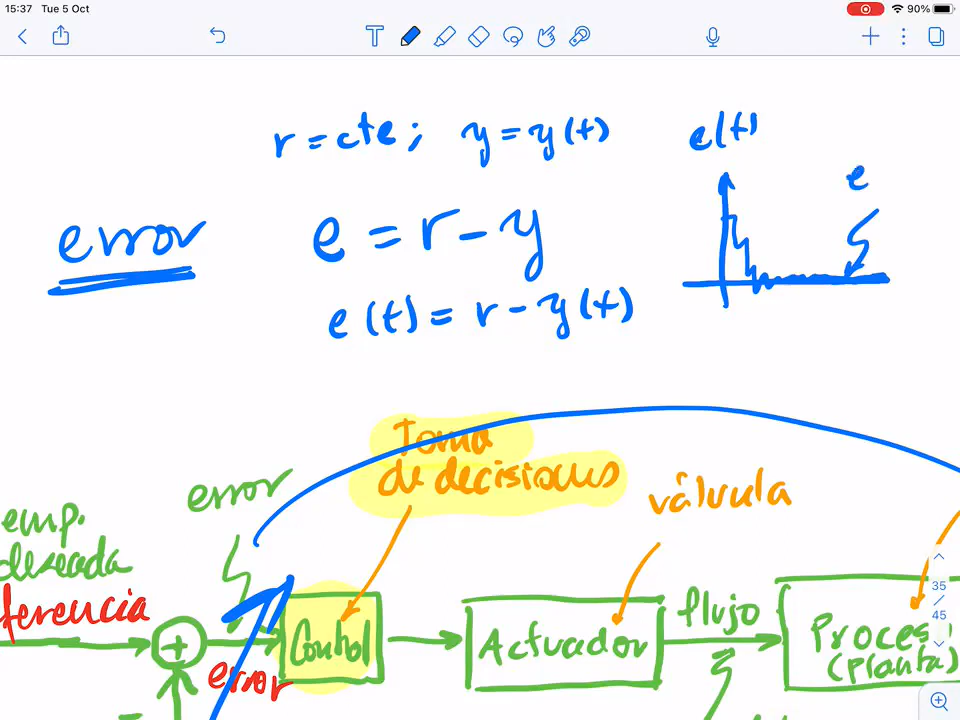 15:37 Tue 5 Oct
90%
r = cte; y = y(t)
e(t)
e
error
e = r - y
e(t) = r - y(t)
Toma
de decisiones
error
válvula
emp.
deseada
ferencia
35
/
45
+
Control
Actuador
flujo
Proces
(Planta)
error